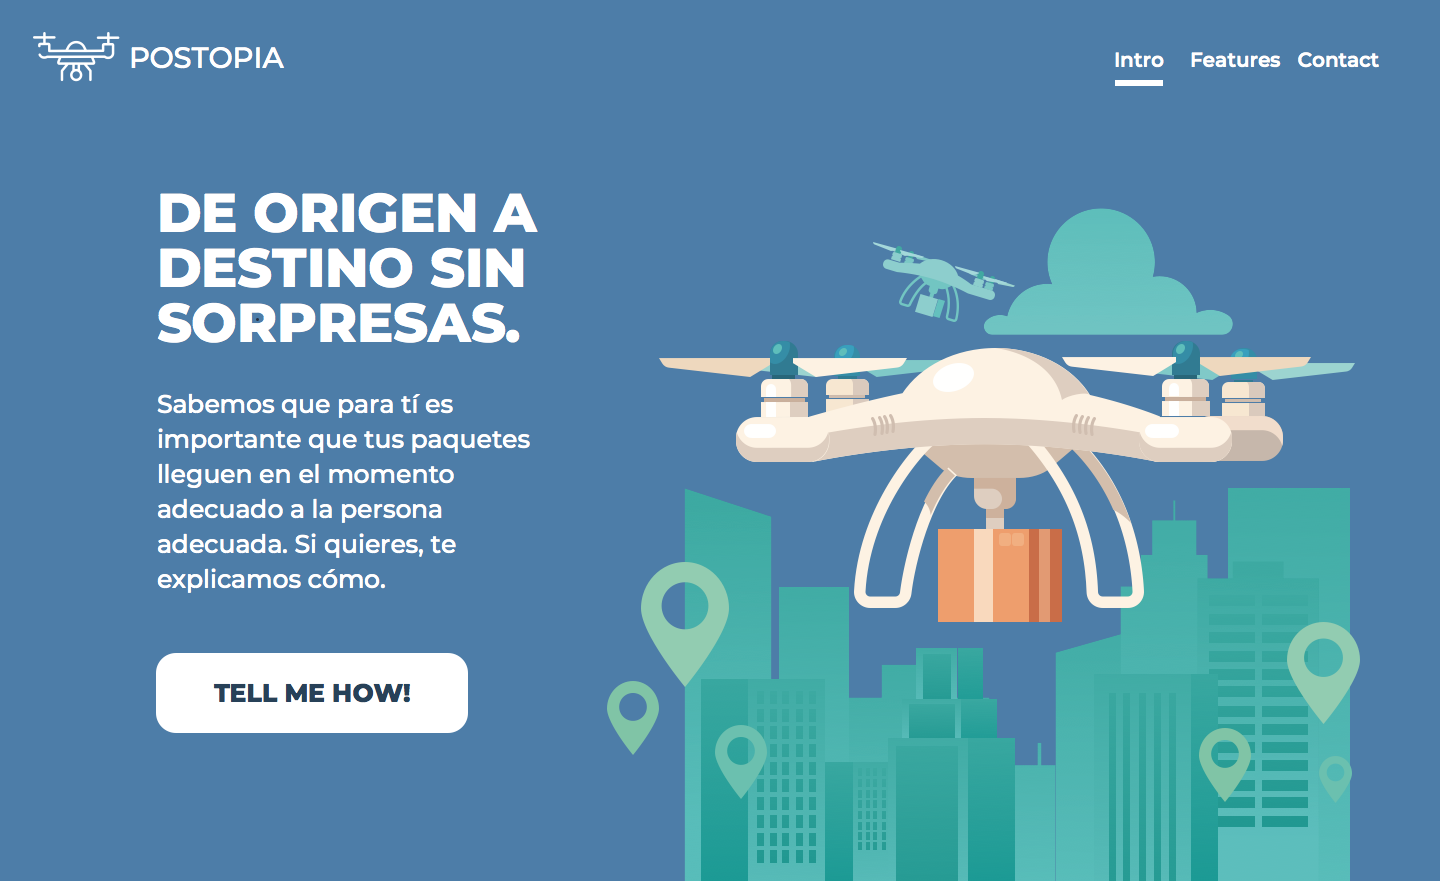 POSTOPIA
Intro Features Contact
DE ORIGEN A
DESTINO SIN
SORPRESAS.
Sabemos que para tí es
importante que tus paquetes
lleguen en el momento
adecuado a la persona
adecuada. Si quieres, te
explicamos cómo.
TELL ME HOW!